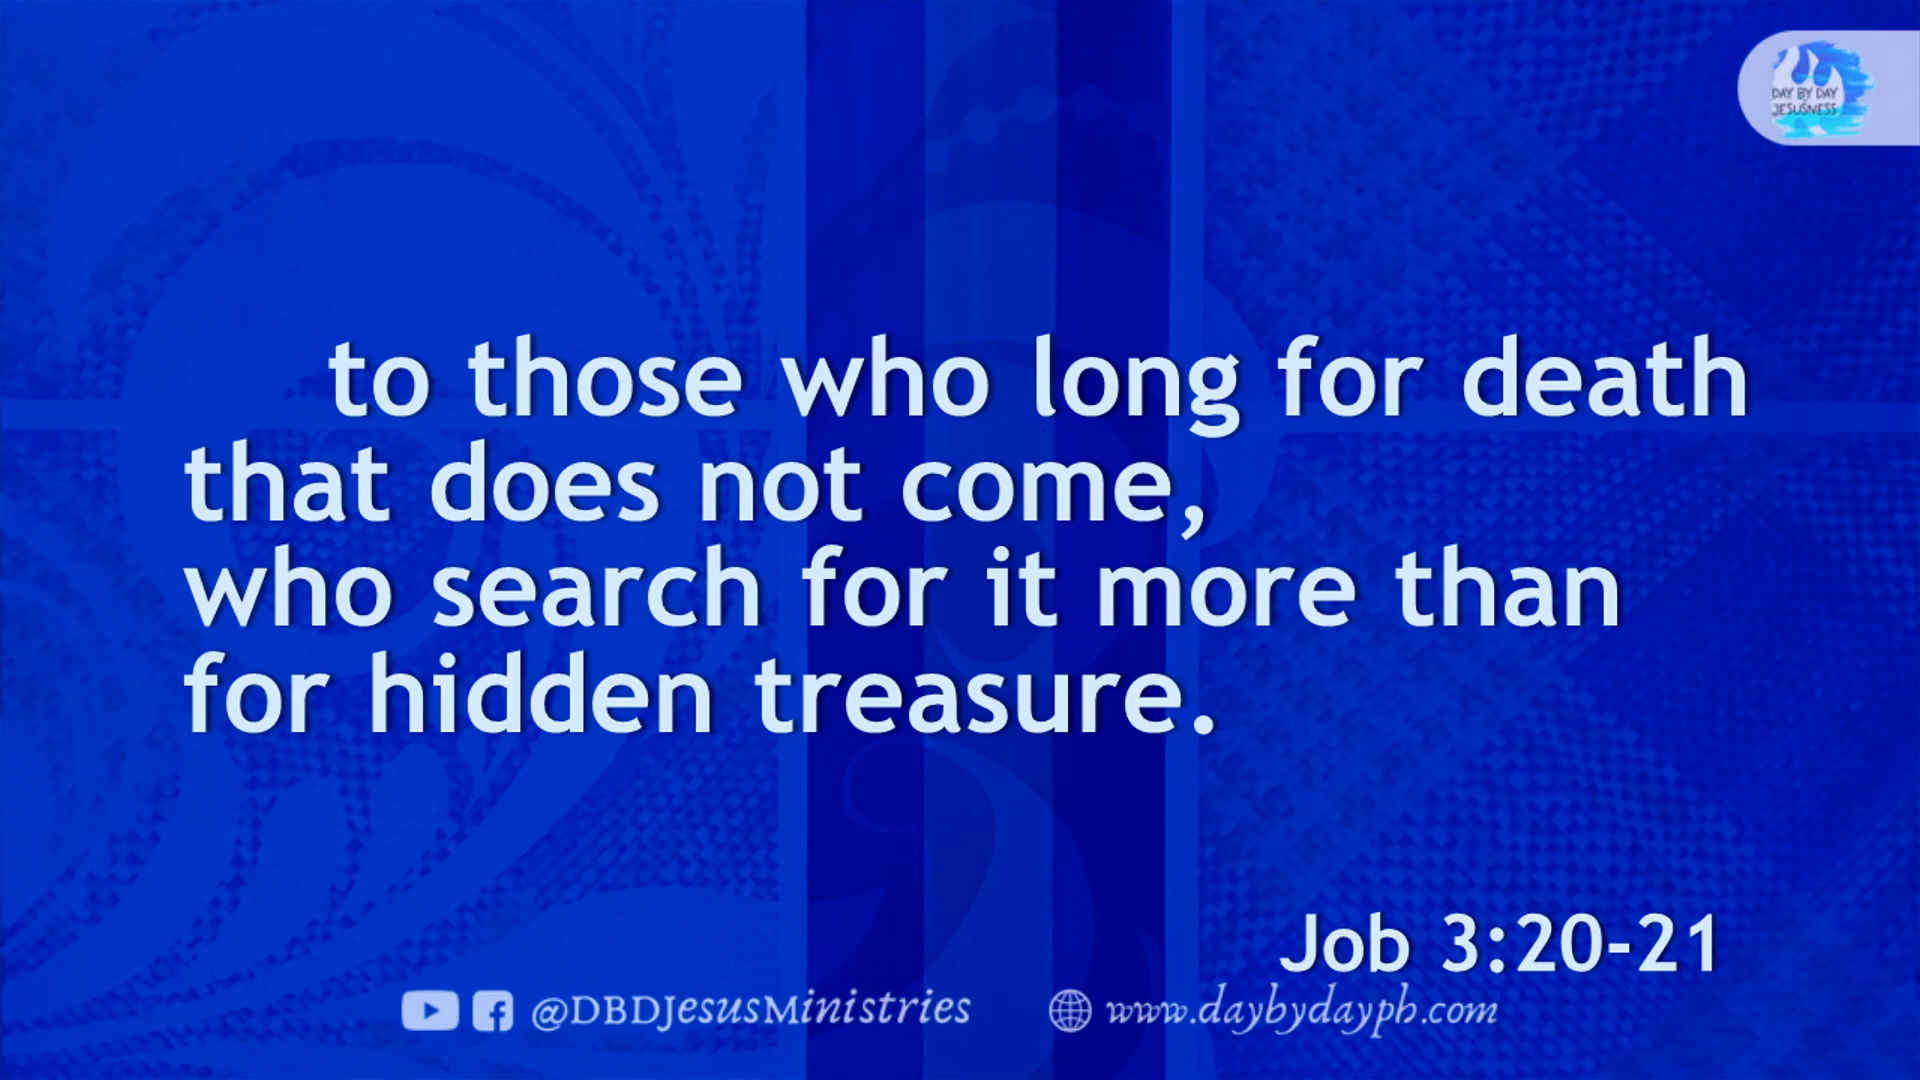 DAY BY DAY
JESUSNESS
to those who long for death
that does not come,
who search for it more than
for hidden treasure.
Job 3:20-21
@DBDJesusMinistries
www.daybydayph.com